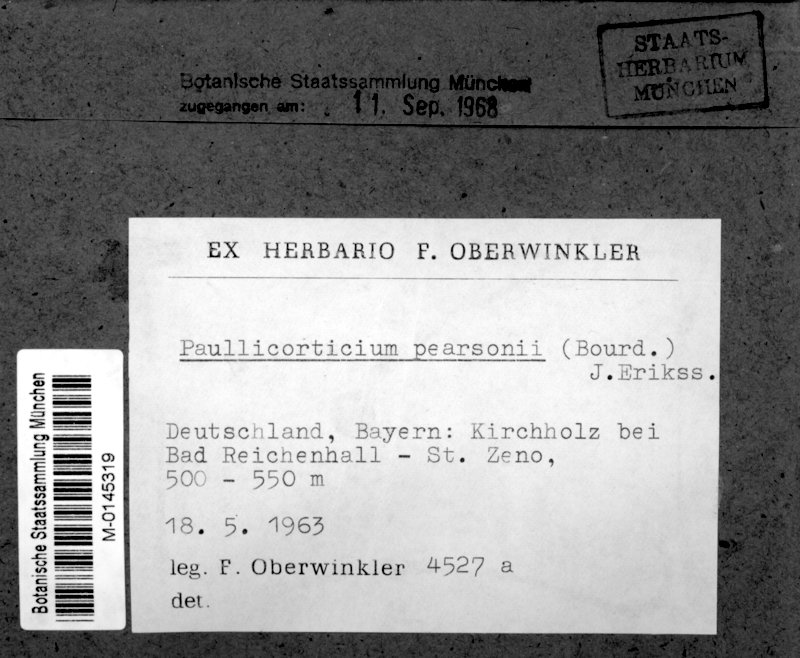 STAATS-
HERBARIUM
MÜNCHEN
Botanische Staatssammlung München
zugegangen am: 11. Sep. 1968
EX HERBARIO F. OBERWINKLER
Paullicorticium pearsonii (Bourd.)
J.Erikss.
Deutschland, Bayern: Kirchholz bei
Bad Reichenhall - St. Zeno,
500 - 550 m
18. 5. 1963
leg. F. Oberwinkler 4527 a
det.
Botanische Staatssammlung München
M-0145319